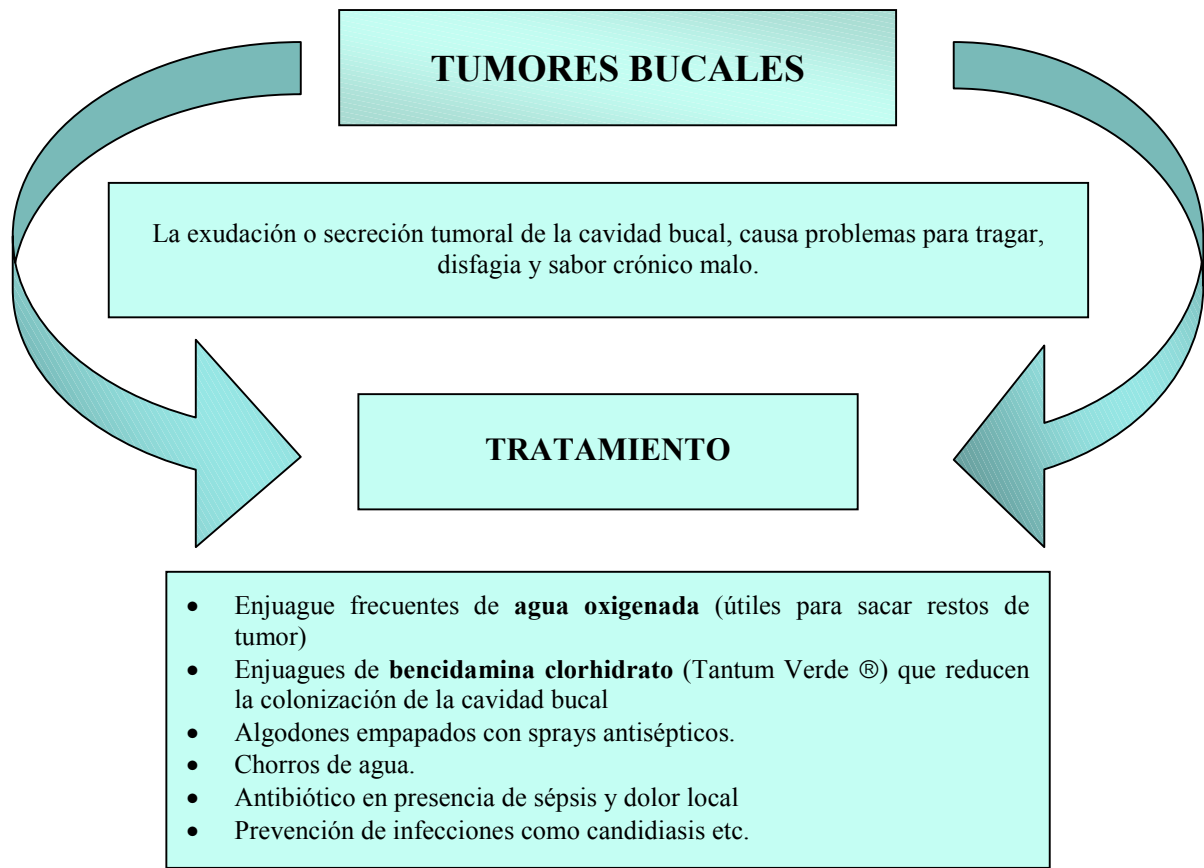 TUMORES BUCALES
La exudación o secreción tumoral de la cavidad bucal, causa problemas para tragar,
disfagia y sabor crónico malo.
TRATAMIENTO
• Enjuague frecuentes de agua oxigenada (útiles para sacar restos de
tumor)
• Enjuagues de bencidamina clorhidrato (Tantum Verde ®) que reducen
la colonización de la cavidad bucal
• Algodones empapados con sprays antisépticos.
• Chorros de agua.
• Antibiótico en presencia de sépsis y dolor local
• Prevención de infecciones como candidiasis etc.